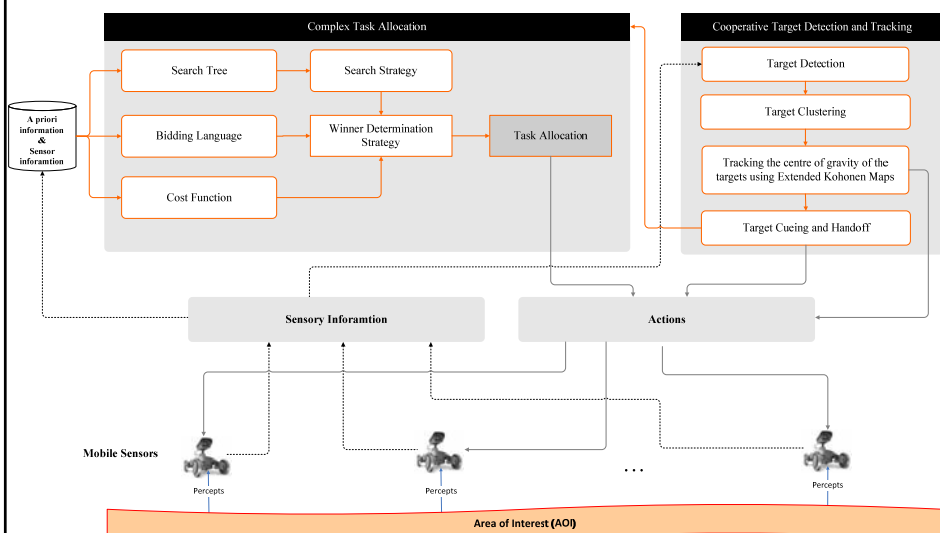 Complex Task Allocation
Cooperative Target Detection and Tracking
Search Tree
Search Strategy
Target Detection
A priori
information
&
Sensor
inforamtion
Bidding Language
Winner Determination
Strategy
Task Allocation
Target Clustering
Tracking the centre of gravity of the
targets using Extended Kohonen Maps
Cost Function
Target Cueing and Handoff
Sensory Inforamtion
Actions
Mobile Sensors
...
Percepts
Percepts
Percepts
Area of Interest (AOI)